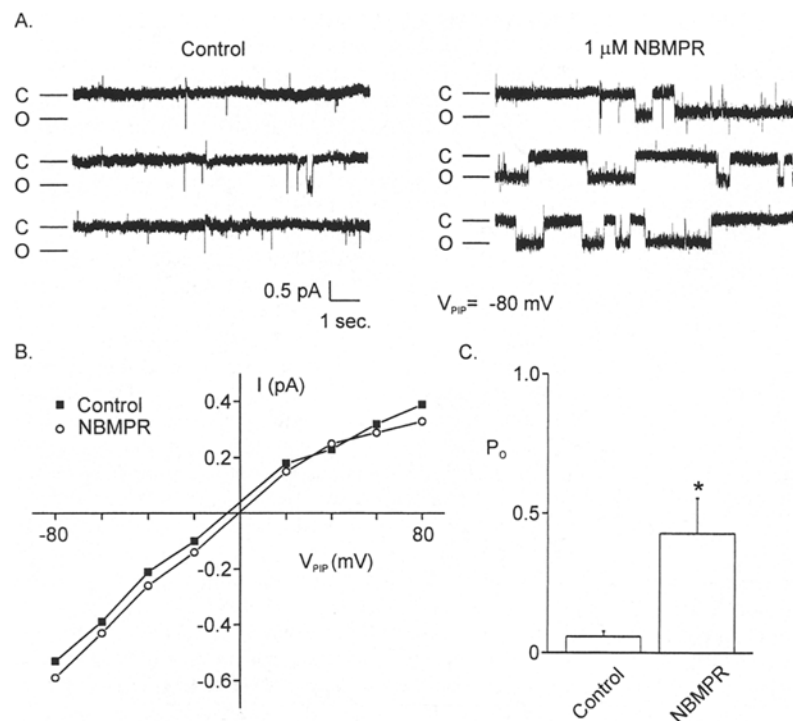 A.
Control
1 μM NBMPR
C
O
C
O
C
O
C
O
C
O
C
O
0.5 pA
1 sec.
V_PIP= -80 mV
B.
I (pA)
Control
NBMPR
0.4
0.2
-80
80
V_PIP (mV)
-0.2
-0.4
-0.6
C.
1.0
P_o
0.5
0
*
Control
NBMPR